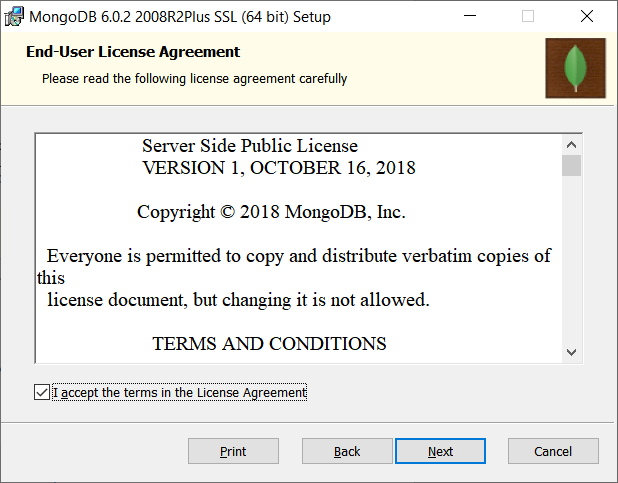 MongoDB 6.0.2 2008R2Plus SSL (64 bit) Setup
End-User License Agreement
Please read the following license agreement carefully
Server Side Public License
VERSION 1, OCTOBER 16, 2018
Copyright © 2018 MongoDB, Inc.
Everyone is permitted to copy and distribute verbatim copies of
this
license document, but changing it is not allowed.
TERMS AND CONDITIONS
I accept the terms in the License Agreement
Print Back Next Cancel